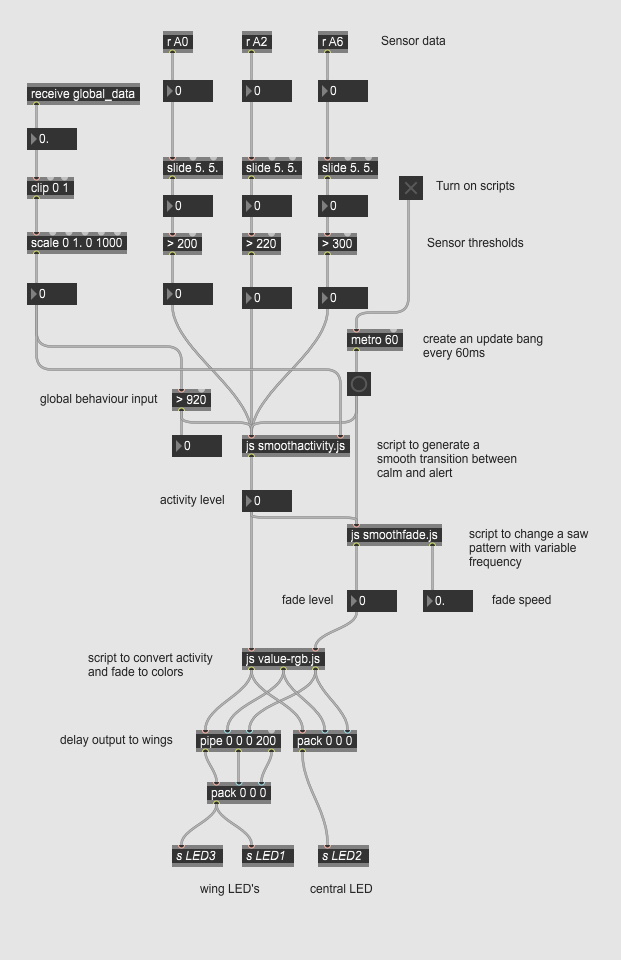 r A0
r A2
r A6
Sensor data
receive global_data
0
0
0
0.
clip 0 1
slide 5. 5.
slide 5. 5.
slide 5. 5.
Turn on scripts
0
0
0
scale 0 1. 0 1000
> 200
> 220
> 300
Sensor thresholds
0
0
0
0
metro 60
create an update bang
every 60ms
global behaviour input
> 920
0
js smoothactivity.js
script to generate a
smooth transition between
calm and alert
activity level
0
js smoothfade.js
script to change a saw
pattern with variable
frequency
fade level
0
0.
fade speed
script to convert activity
and fade to colors
js value-rgb.js
delay output to wings
pipe 0 0 0 200
pack 0 0 0
pack 0 0 0
s LED3
s LED1
s LED2
wing LED's
central LED